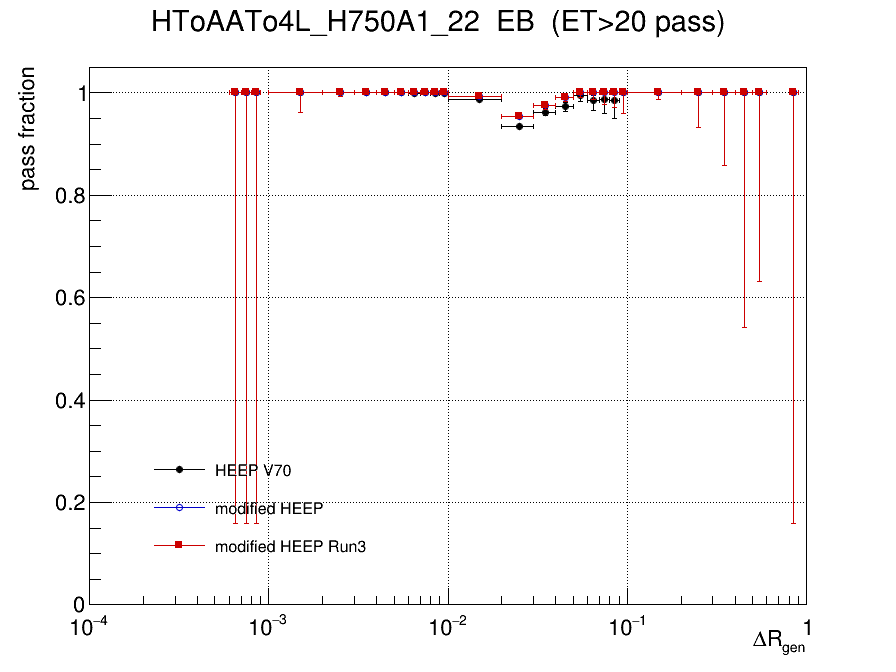 HToAATo4L_H750A1_22 EB (ET>20 pass)
pass fraction
1
0.8
0.6
0.4
0.2
0
HEEP V70
modified HEEP
modified HEEP Run3
10⁻⁴ 10⁻³ 10⁻² 10⁻¹ 1
ΔR_gen